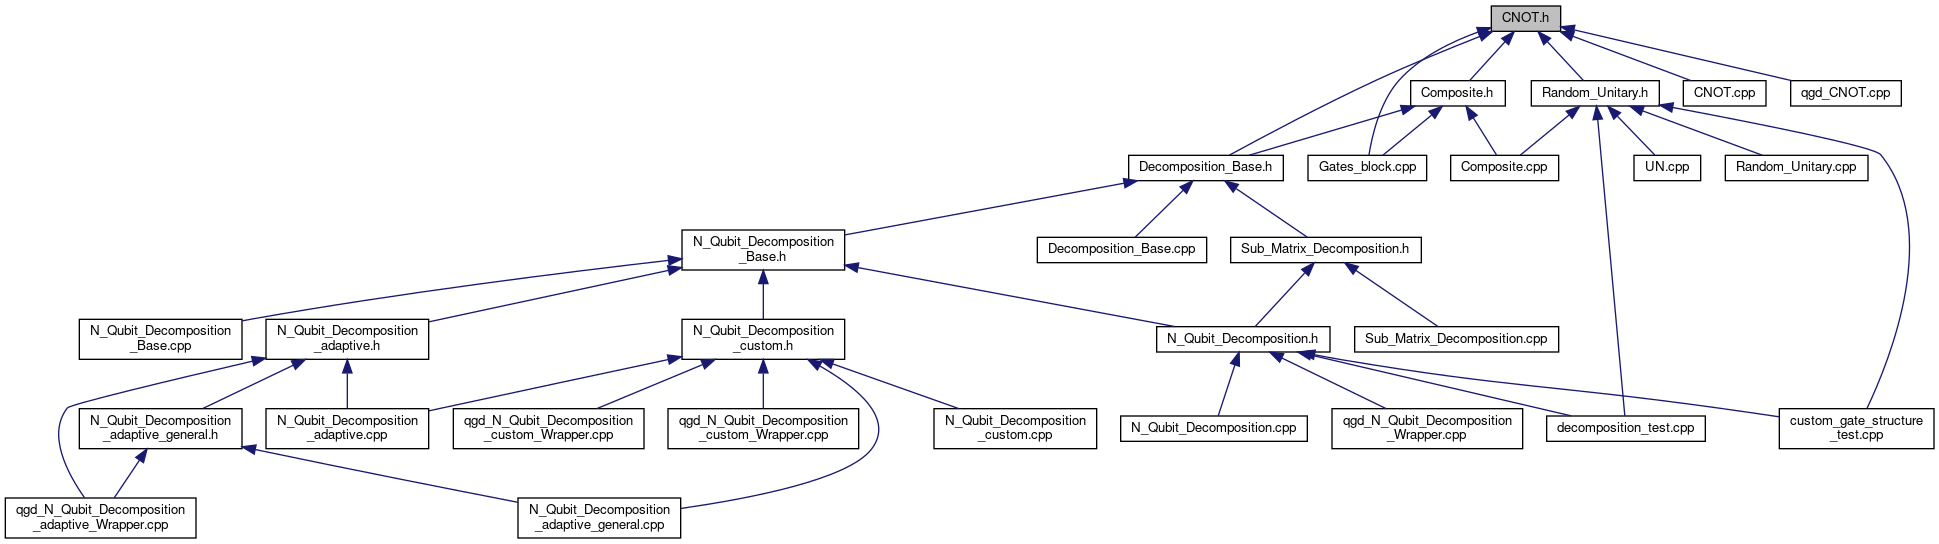 CNOT.h
Composite.h
Random_Unitary.h
CNOT.cpp
qgd_CNOT.cpp
Decomposition_Base.h
Gates_block.cpp
Composite.cpp
UN.cpp
Random_Unitary.cpp
N_Qubit_Decomposition
_Base.h
Decomposition_Base.cpp
Sub_Matrix_Decomposition.h
N_Qubit_Decomposition
_Base.cpp
N_Qubit_Decomposition
_adaptive.h
N_Qubit_Decomposition
_custom.h
N_Qubit_Decomposition.h
Sub_Matrix_Decomposition.cpp
N_Qubit_Decomposition
_adaptive_general.h
N_Qubit_Decomposition
_adaptive.cpp
qgd_N_Qubit_Decomposition
_custom_Wrapper.cpp
qgd_N_Qubit_Decomposition
_custom_Wrapper.cpp
N_Qubit_Decomposition
_custom.cpp
N_Qubit_Decomposition.cpp
qgd_N_Qubit_Decomposition
_Wrapper.cpp
decomposition_test.cpp
custom_gate_structure
_test.cpp
qgd_N_Qubit_Decomposition
_adaptive_Wrapper.cpp
N_Qubit_Decomposition
_adaptive_general.cpp